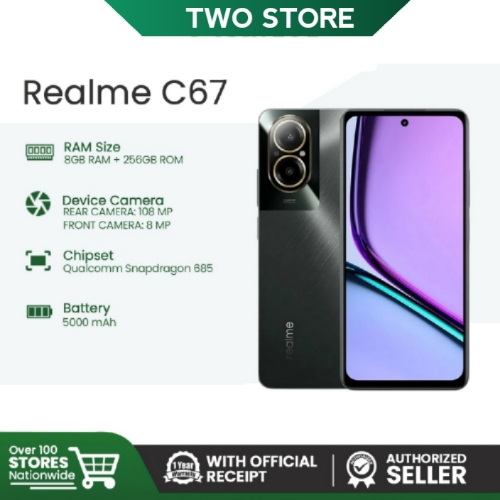 TWO STORE
Realme C67
RAM Size
8GB RAM + 256GB ROM
Device Camera
REAR CAMERA: 108 MP
FRONT CAMERA: 8 MP
Chipset
Qualcomm Snapdragon 685
Battery
5000 mAh
realme
Over 100
STORES
Nationwide
1 Year
WARRANTY
WITH OFFICIAL
RECEIPT
AUTHORIZED
SELLER